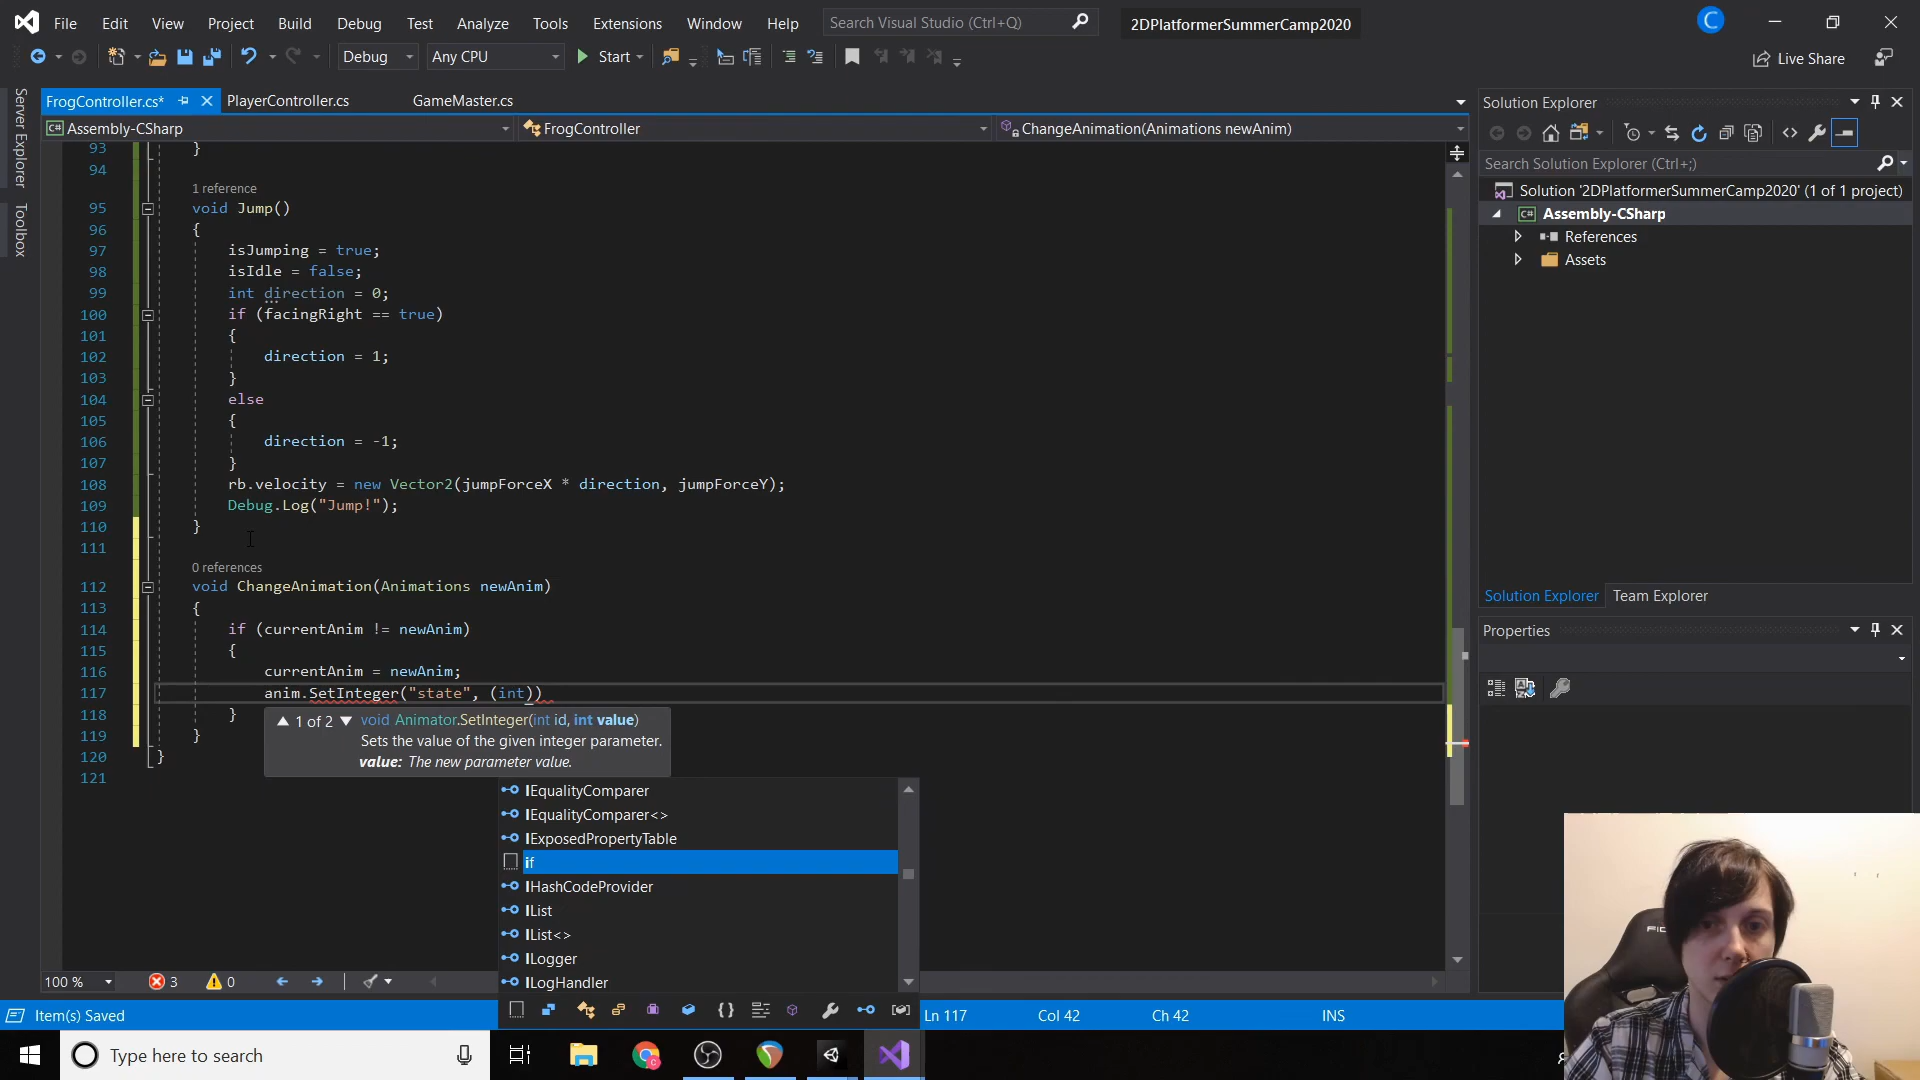 File Edit View Project Build Debug Test Analyze Tools Extensions Window Help Search Visual Studio (Ctrl+Q) 2DPlatformerSummerCamp2020 C
Debug Any CPU Start Live Share
Server Explorer
Toolbox
FrogController.cs* PlayerController.cs GameMaster.cs
Assembly-CSharp FrogController ChangeAnimation(Animations newAnim)
93 }
94
1 reference
95 void Jump()
96 {
97 isJumping = true;
98 isIdle = false;
99 int direction = 0;
100 if (facingRight == true)
101 {
102 direction = 1;
103 }
104 else
105 {
106 direction = -1;
107 }
108 rb.velocity = new Vector2(jumpForceX * direction, jumpForceY);
109 Debug.Log("Jump!");
110 }
111
0 references
112 void ChangeAnimation(Animations newAnim)
113 {
114 if (currentAnim != newAnim)
115 {
116 currentAnim = newAnim;
117 anim.SetInteger("state", (int))
118 }
119 }
120 }
121
1 of 2 void Animator.SetInteger(int id, int value)
Sets the value of the given integer parameter.
value: The new parameter value.
IEqualityComparer
IEqualityComparer<>
IExposedPropertyTable
if
IHashCodeProvider
IList
IList<>
ILogger
ILogHandler
100 % 3 0
Item(s) Saved Ln 117 Col 42 Ch 42 INS
Solution Explorer
Search Solution Explorer (Ctrl+;)
Solution '2DPlatformerSummerCamp2020' (1 of 1 project)
Assembly-CSharp
References
Assets
Solution Explorer Team Explorer
Properties
Type here to search